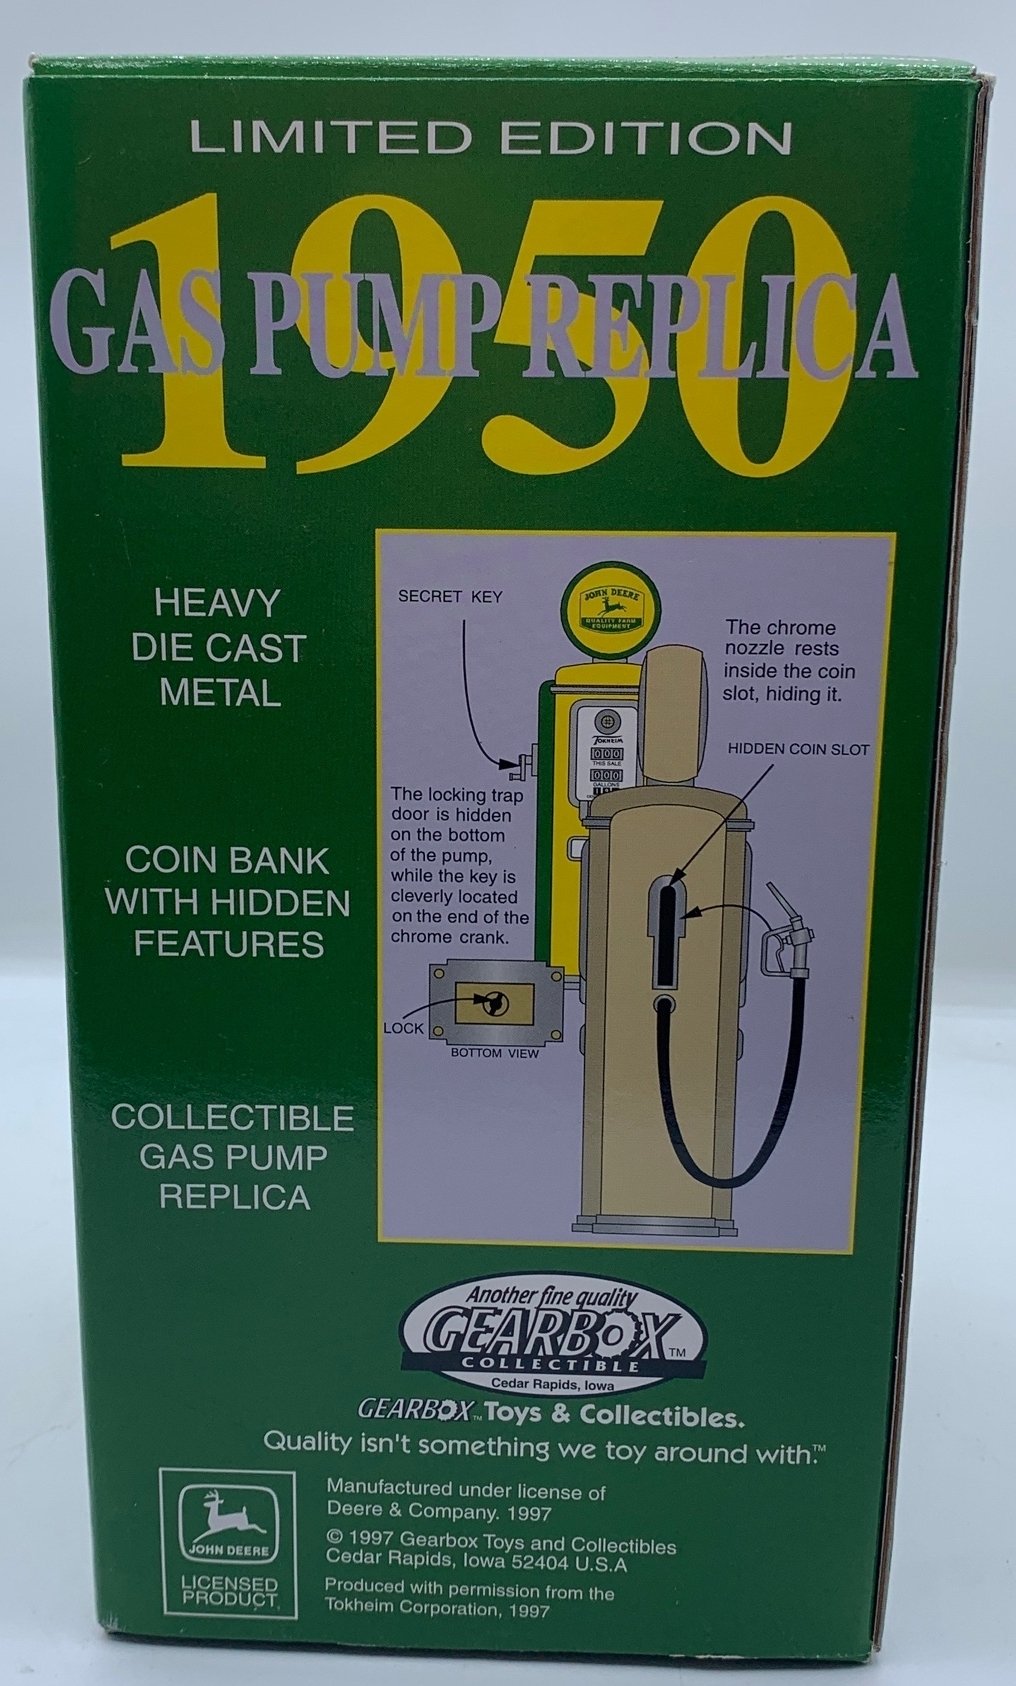 LIMITED EDITION
1950
GAS PUMP REPLICA
HEAVY
DIE CAST
METAL
COIN BANK
WITH HIDDEN
FEATURES
COLLECTIBLE
GAS PUMP
REPLICA
SECRET KEY
JOHN DEERE
QUALITY FARM
EQUIPMENT
The chrome
nozzle rests
inside the coin
slot, hiding it.
HIDDEN COIN SLOT
TOKHEIM
000
THIS SALE
000
GALLONS
The locking trap
door is hidden
on the bottom
of the pump,
while the key is
cleverly located
on the end of the
chrome crank.
LOCK
BOTTOM VIEW
Another fine quality
GEARBOX™
COLLECTIBLE
Cedar Rapids, Iowa
GEARBOX™ Toys & Collectibles.
Quality isn't something we toy around with.™
JOHN DEERE
LICENSED
PRODUCT
Manufactured under license of
Deere & Company. 1997
© 1997 Gearbox Toys and Collectibles
Cedar Rapids, Iowa 52404 U.S.A
Produced with permission from the
Tokheim Corporation, 1997